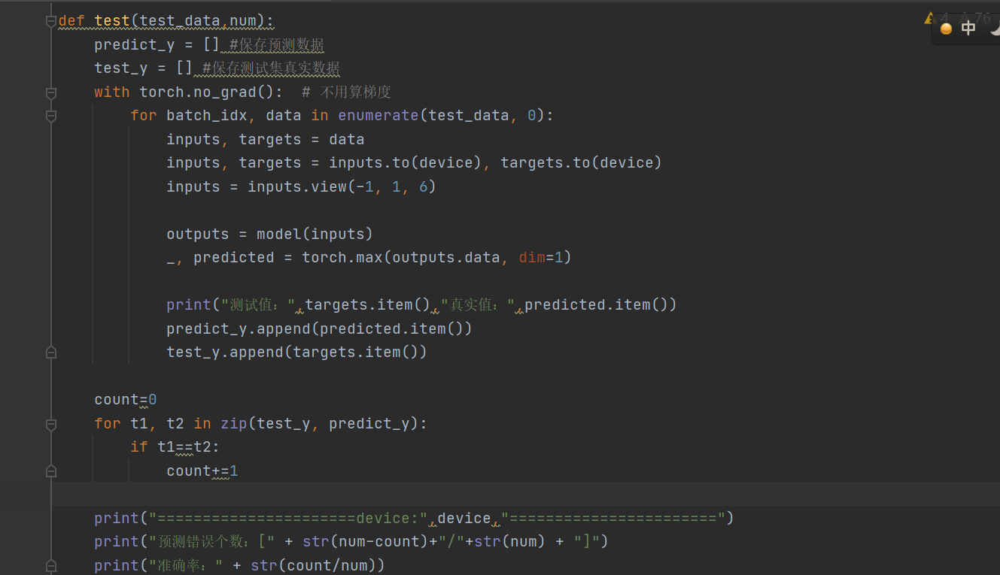 def test(test_data,num):
4 76
中
    predict_y = [] #保存预测数据
    test_y = [] #保存测试集真实数据
    with torch.no_grad():  # 不用算梯度
        for batch_idx, data in enumerate(test_data, 0):
            inputs, targets = data
            inputs, targets = inputs.to(device), targets.to(device)
            inputs = inputs.view(-1, 1, 6)
            outputs = model(inputs)
            _, predicted = torch.max(outputs.data, dim=1)
            print("测试值：",targets.item(),"真实值：",predicted.item())
            predict_y.append(predicted.item())
            test_y.append(targets.item())
    count=0
    for t1, t2 in zip(test_y, predict_y):
        if t1==t2:
            count+=1
    print("======================device:",device,"=======================")
    print("预测错误个数：[" + str(num-count)+"/"+str(num) + "]")
    print("准确率：" + str(count/num))